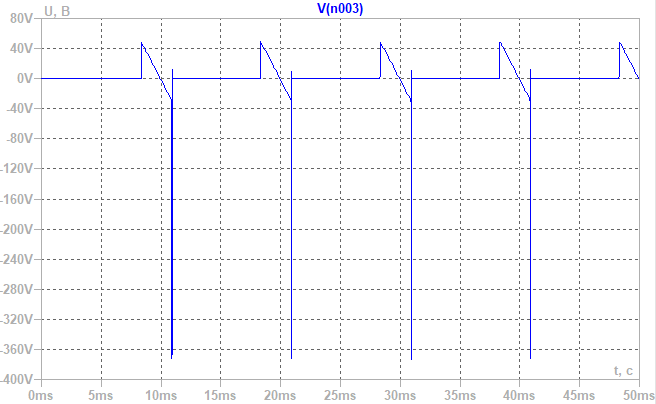 V(n003)
U, В
80V
40V
0V
-40V
-80V
-120V
-160V
-200V
-240V
-280V
-320V
-360V
-400V
t, с
0ms 5ms 10ms 15ms 20ms 25ms 30ms 35ms 40ms 45ms 50ms